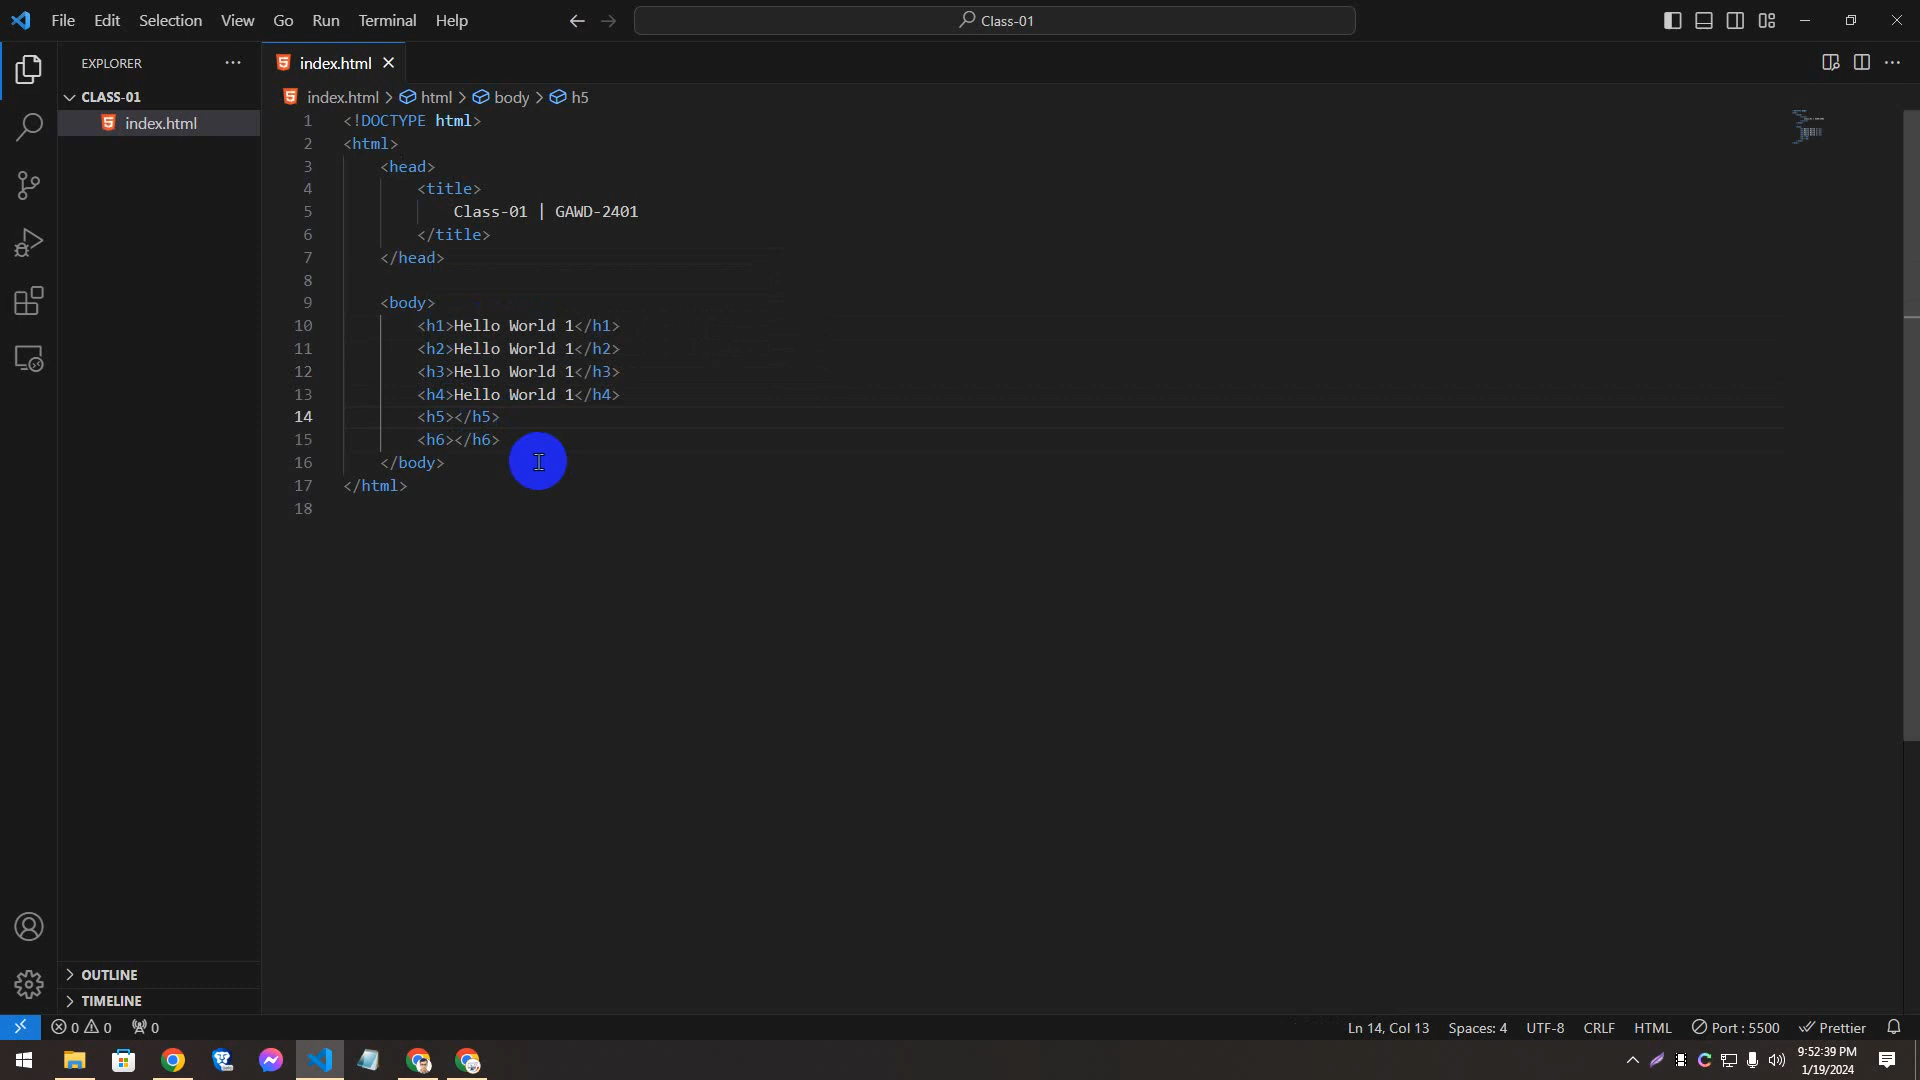 File Edit Selection View Go Run Terminal Help
Class-01
EXPLORER
index.html
CLASS-01
index.html
index.html > html > body > h5
1 <!DOCTYPE html>
2 <html>
3 <head>
4 <title>
5 Class-01 | GAWD-2401
6 </title>
7 </head>
8
9 <body>
10 <h1>Hello World 1</h1>
11 <h2>Hello World 1</h2>
12 <h3>Hello World 1</h3>
13 <h4>Hello World 1</h4>
14 <h5></h5>
15 <h6></h6>
16 </body>
17 </html>
18
OUTLINE
TIMELINE
0 0 0
Ln 14, Col 13 Spaces: 4 UTF-8 CRLF HTML Port : 5500 Prettier
9:52:39 PM
1/19/2024